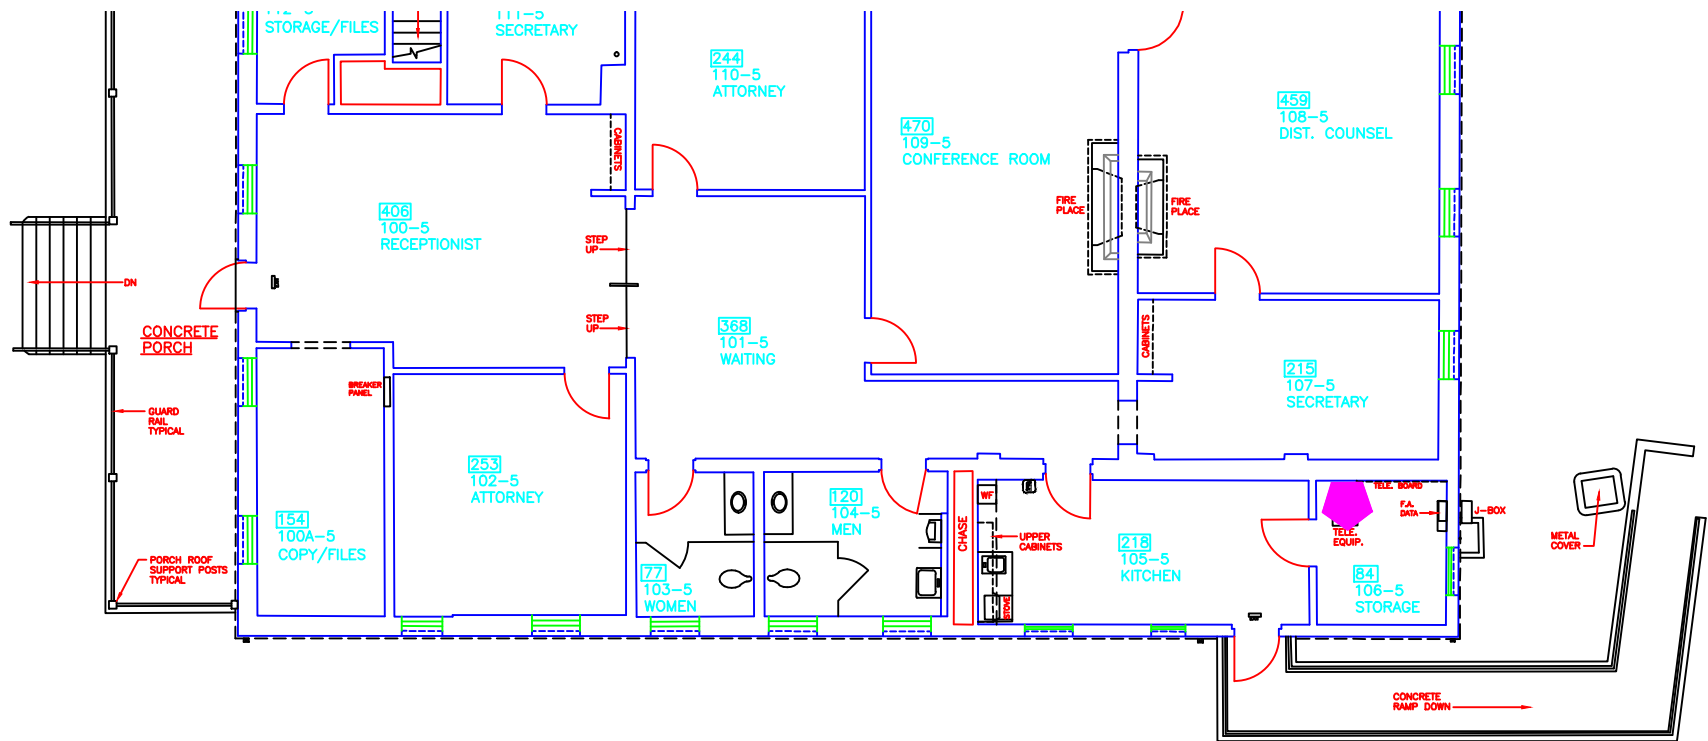 STORAGE/FILES
111-5
SECRETARY
244
110-5
ATTORNEY
470
109-5
CONFERENCE ROOM
459
108-5
DIST. COUNSEL
CABINETS
406
100-5
RECEPTIONIST
FIRE
PLACE
FIRE
PLACE
STEP
UP
DN
CONCRETE
PORCH
STEP
UP
368
101-5
WAITING
CABINETS
215
107-5
SECRETARY
BREAKER
PANEL
GUARD
RAIL
TYPICAL
253
102-5
ATTORNEY
154
100A-5
COPY/FILES
120
104-5
MEN
WF
CHASE
UPPER
CABINETS
218
105-5
KITCHEN
TELE. BOARD
F.A.
DATA
J-BOX
TELE.
EQUIP.
METAL
COVER
PORCH ROOF
SUPPORT POSTS
TYPICAL
77
103-5
WOMEN
STOVE
84
106-5
STORAGE
CONCRETE
RAMP DOWN